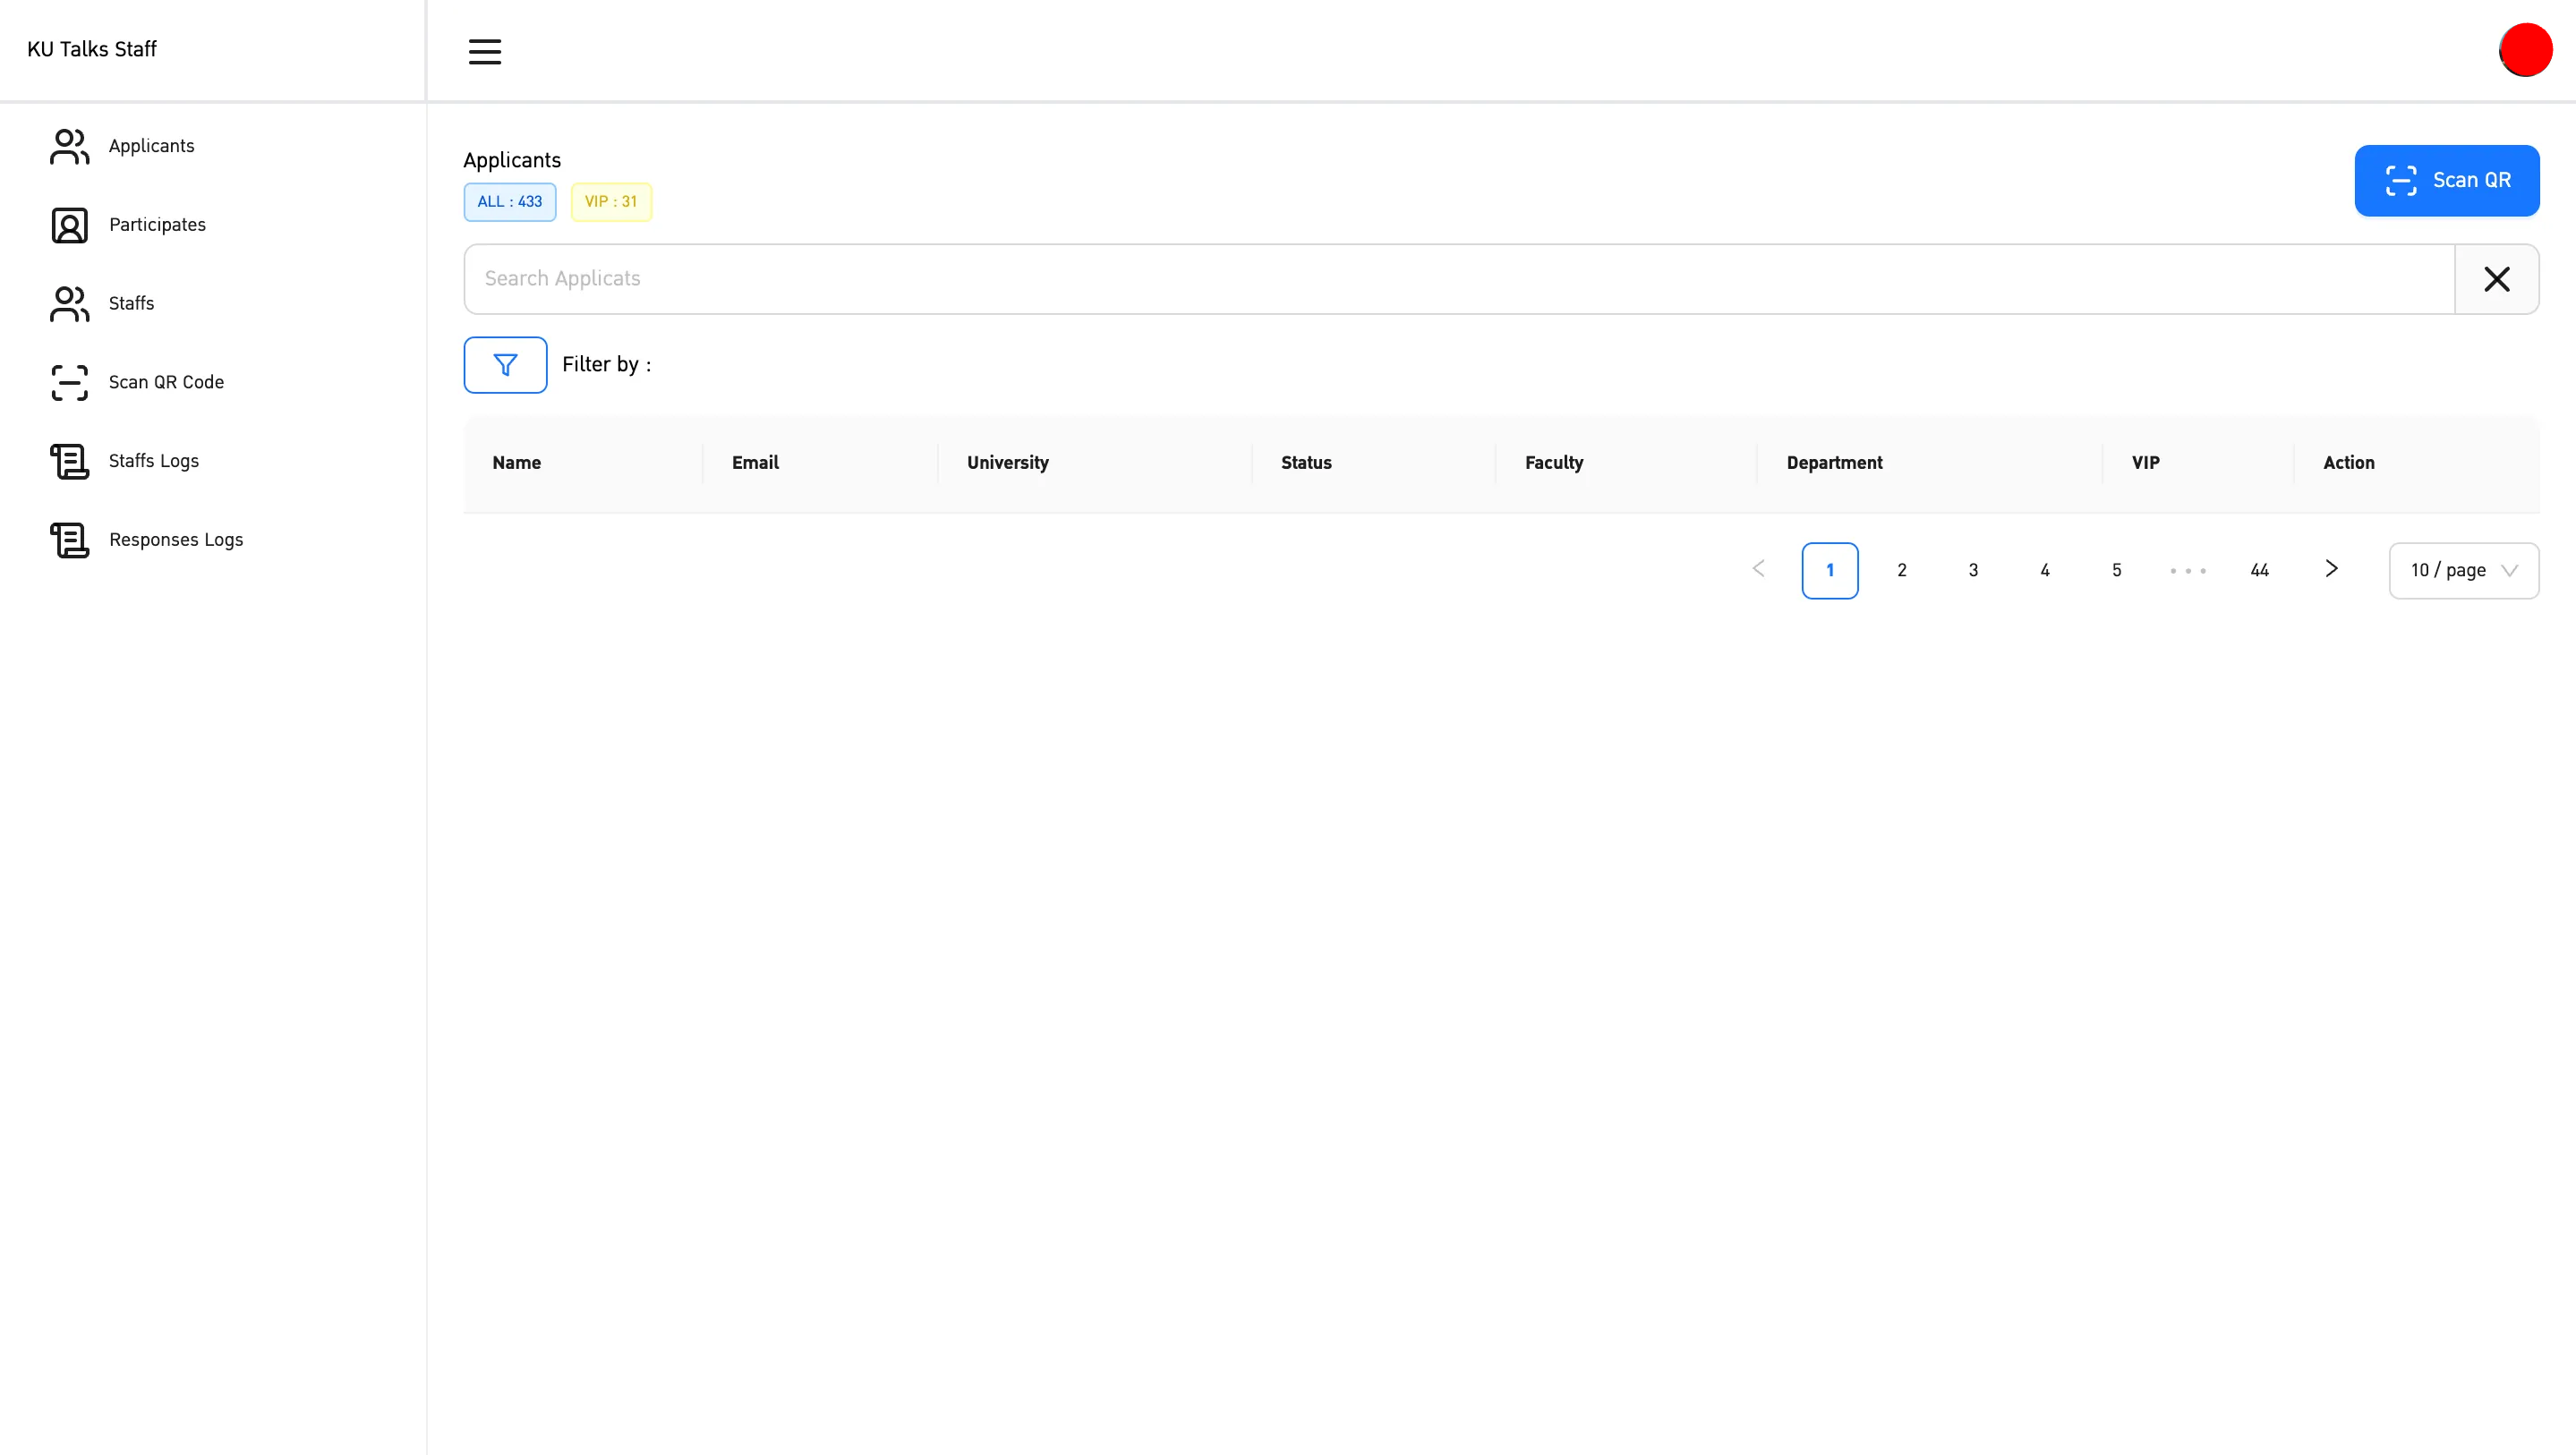 KU Talks Staff
Applicants
Participates
Staffs
Scan QR Code
Staffs Logs
Responses Logs
Applicants
ALL : 433 VIP : 31
Scan QR
Search Applicats
Filter by :
Name Email University Status Faculty Department VIP Action
1 2 3 4 5 ••• 44 10 / page